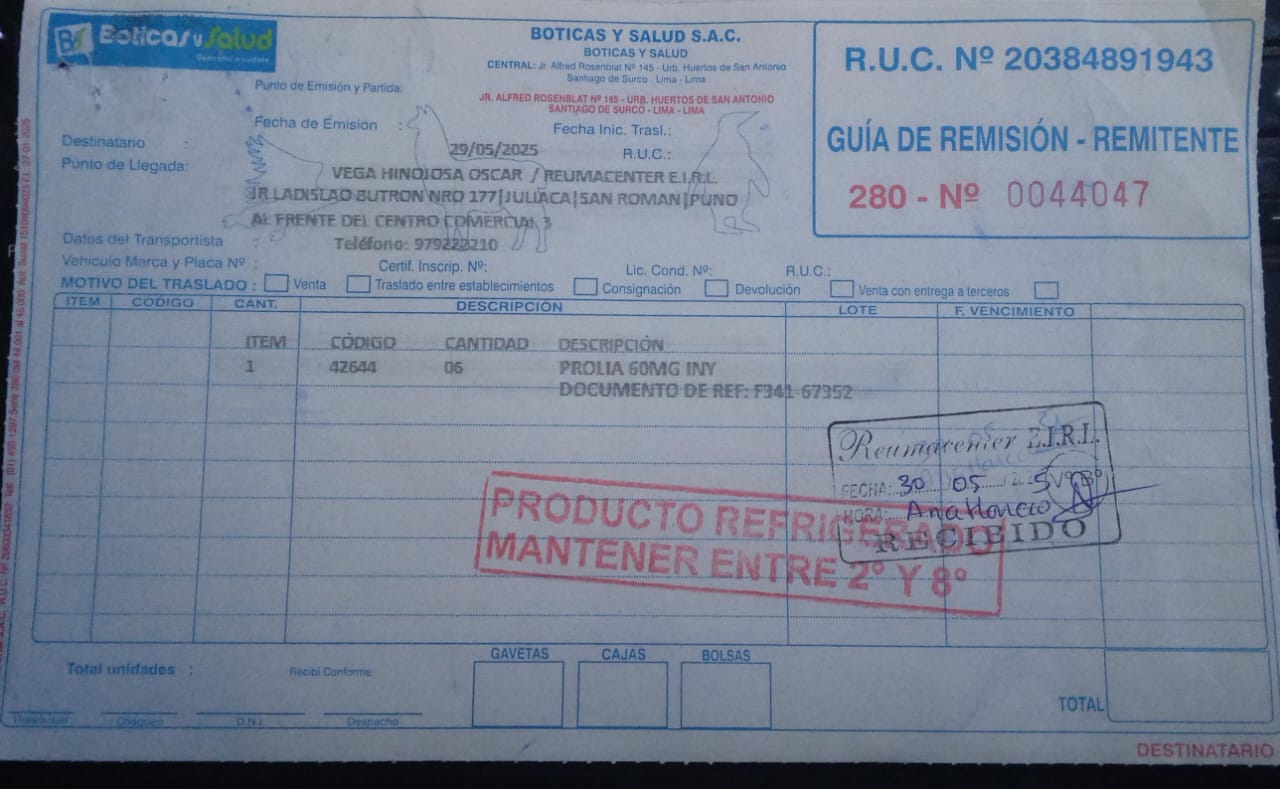 Boticas y Salud
BOTICAS Y SALUD S.A.C.
BOTICAS Y SALUD
CENTRAL: Jr. Alfred Rosenblat Nº 145 - Urb. Huertos de San Antonio
Santiago de Surco - Lima - Lima
JR. ALFRED ROSENBLAT Nº 165 - URB. HUERTOS DE SAN ANTONIO
SANTIAGO DE SURCO - LIMA - LIMA
R.U.C. Nº 20384891943
GUÍA DE REMISIÓN - REMITENTE
280 - Nº 0044047
Punto de Emisión y Partida:
Fecha de Emisión : Fecha Inic. Trasl.:
29/05/2025
Destinatario : R.U.C.:
VEGA HINOJOSA OSCAR / REUMACENTER E.I.R.L.
Punto de Llegada:
JR LADISLAO BUTRON NRO 177|JULIACA|SAN ROMAN|PUNO
AL FRENTE DEL CENTRO COMERCIAL 3
Datos del Transportista :
Teléfono: 979222210
Vehiculo Marca y Placa Nº : Certif. Inscrip. Nº: Lic. Cond. Nº: R.U.C.:
MOTIVO DEL TRASLADO : Venta Traslado entre establecimientos Consignación Devolución Venta con entrega a terceros
ITEM CÓDIGO CANT. DESCRIPCIÓN LOTE F. VENCIMIENTO
ITEM CÓDIGO CANTIDAD DESCRIPCIÓN
1 42644 06 PROLIA 60MG INY
DOCUMENTO DE REF: F341-67352
Reumacenter E.I.R.L.
FECHA: 30 05 VºBº
HORA:
RECIBIDO
PRODUCTO REFRIGERADO
MANTENER ENTRE 2º Y 8º
Total unidades : Recibí Conforme: GAVETAS CAJAS BOLSAS
TOTAL
Chequeo D.N.I. Despacho
DESTINATARIO